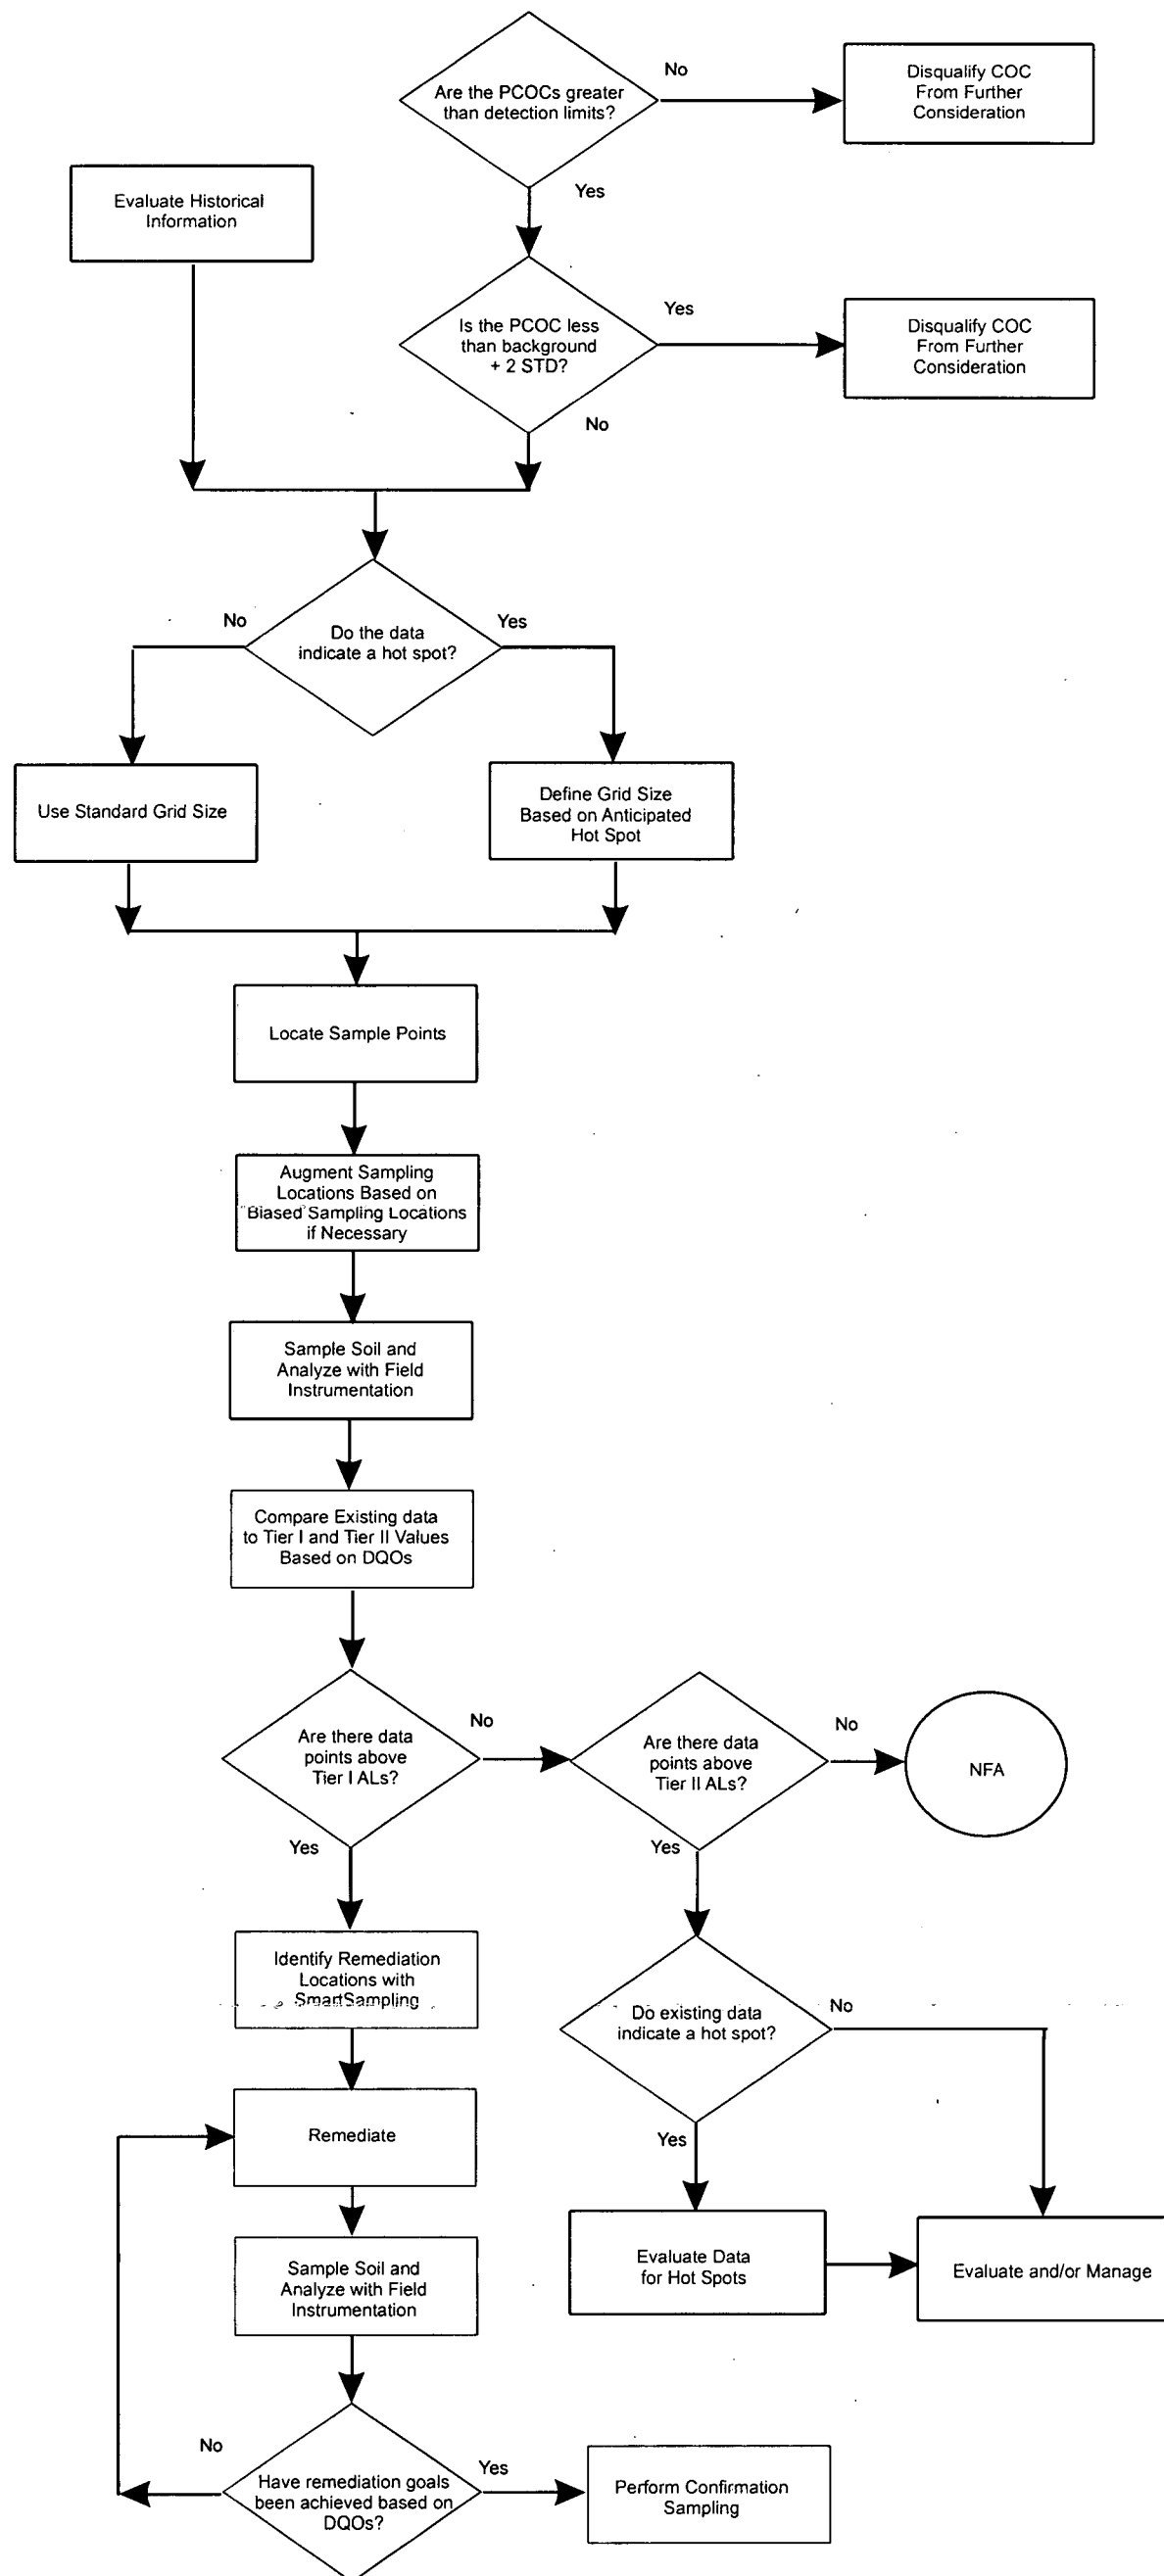 Are the PCOCs greater
than detection limits?
No
Disqualify COC
From Further
Consideration
Yes
Evaluate Historical
Information
Is the PCOC less
than background
+ 2 STD?
Yes
Disqualify COC
From Further
Consideration
No
Do the data
indicate a hot spot?
No
Yes
Use Standard Grid Size
Define Grid Size
Based on Anticipated
Hot Spot
Locate Sample Points
Augment Sampling
Locations Based on
Biased Sampling Locations
if Necessary
Sample Soil and
Analyze with Field
Instrumentation
Compare Existing data
to Tier I and Tier II Values
Based on DQOs
Are there data
points above
Tier I ALs?
No
Are there data
points above
Tier II ALs?
No
NFA
Yes
Yes
Identify Remediation
Locations with
SmartSampling
Do existing data
indicate a hot spot?
No
Remediate
Yes
Sample Soil and
Analyze with Field
Instrumentation
Evaluate Data
for Hot Spots
Evaluate and/or Manage
No
Have remediation goals
been achieved based on
DQOs?
Yes
Perform Confirmation
Sampling